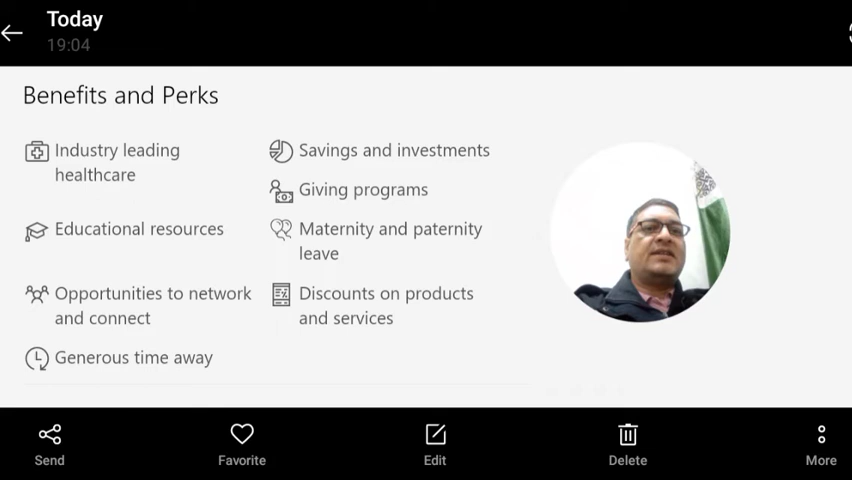 Today
19:04
Benefits and Perks
Industry leading
healthcare
Educational resources
Opportunities to network
and connect
Generous time away
Savings and investments
Giving programs
Maternity and paternity
leave
Discounts on products
and services
Send
Favorite
Edit
Delete
More